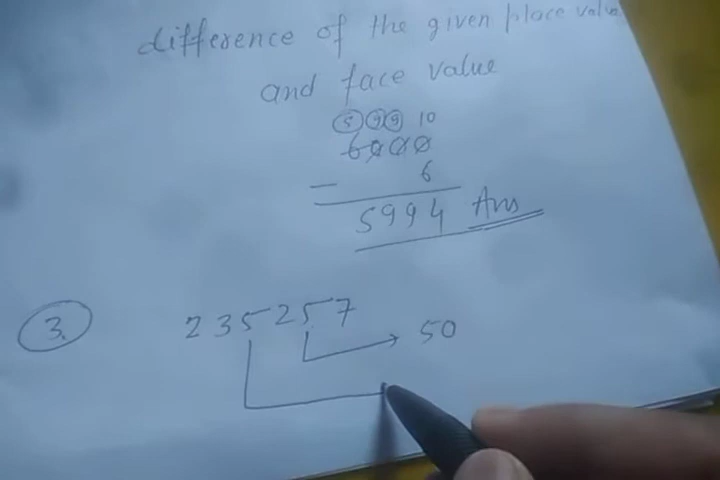 difference of the given place value
and face value
5 9 9 10
6000
- 6
5994 Ans
3. 235257
50